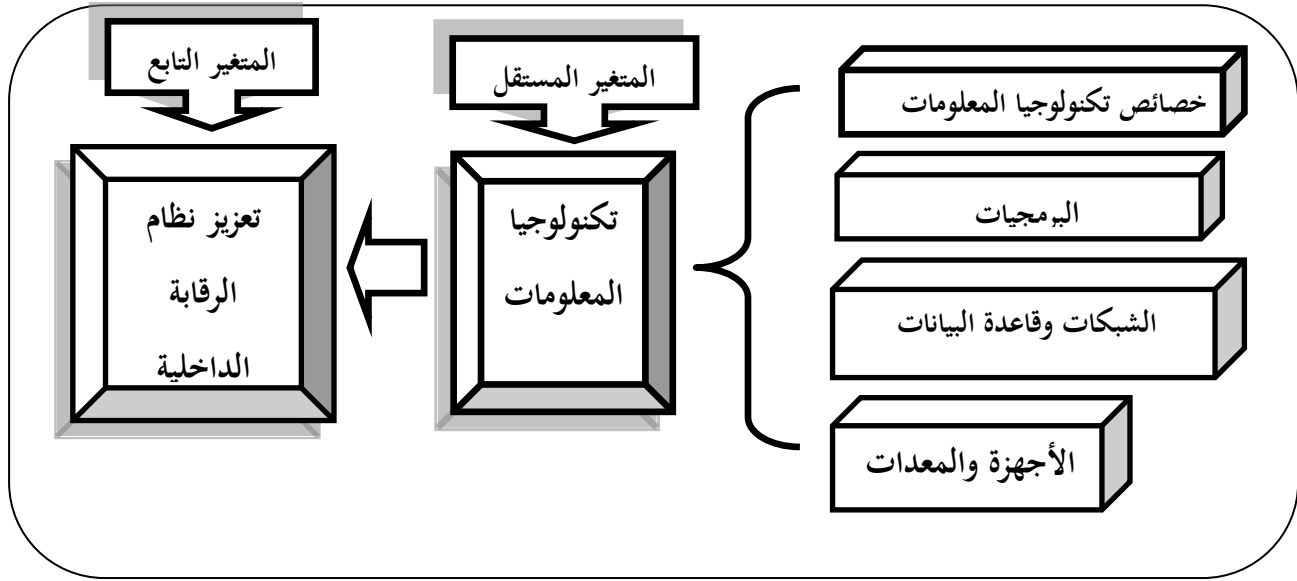 المتغير المستقل
المتغير التابع
خصائص تكنولوجيا المعلومات
البرمجيات
الشبكات وقاعدة البيانات
الأجهزة والمعدات
تكنولوجيا
المعلومات
تعزيز نظام
الرقابة
الداخلية